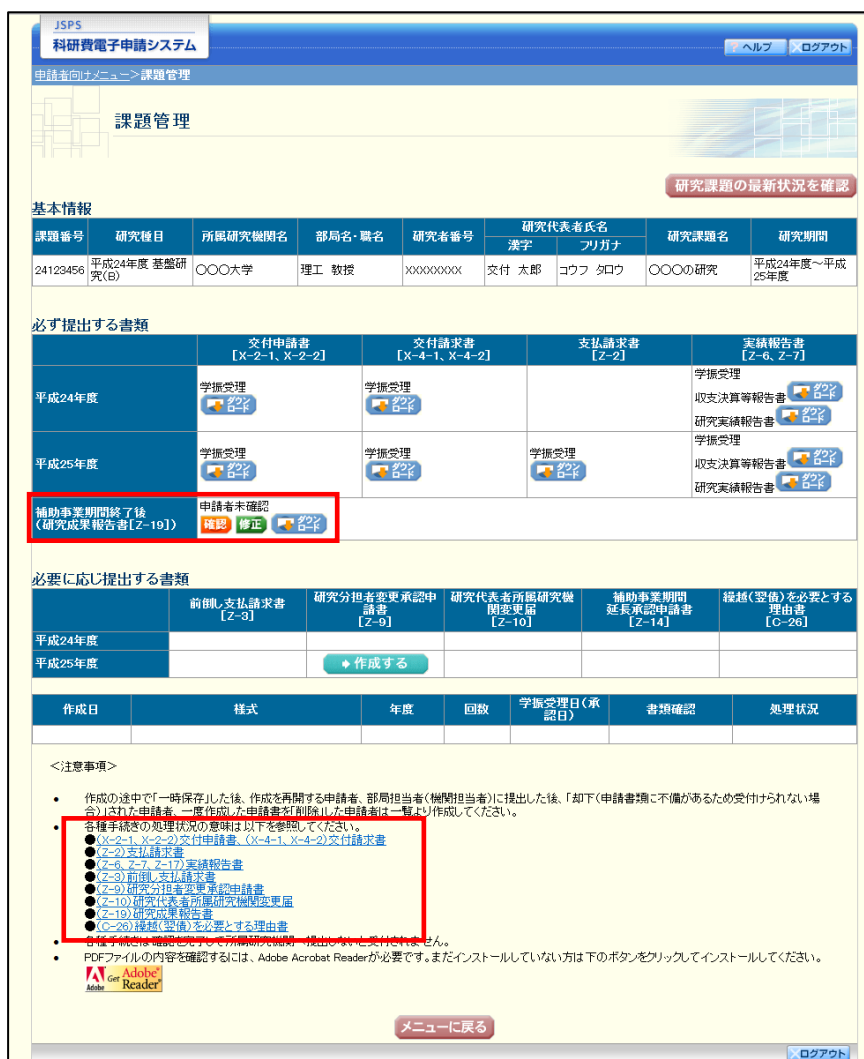 JSPS
科研費電子申請システム
? ヘルプ
ログアウト
申請者向けメニュー>課題管理
課題管理
研究課題の最新状況を確認
基本情報
課題番号 研究種目 所属研究機関名 部局名・職名 研究者番号 研究代表者氏名 研究課題名 研究期間
漢字 フリガナ
24123456 平成24年度 基盤研究(B) ○○○大学 理工 教授 XXXXXXXX 交付 太郎 コウフ タロウ ○○○の研究 平成24年度~平成25年度
必ず提出する書類
交付申請書 [X-2-1、X-2-2] 交付請求書 [X-4-1、X-4-2] 支払請求書 [Z-2] 実績報告書 [Z-6、Z-7]
平成24年度 学振受理 ダウンロード 学振受理 ダウンロード 学振受理
収支決算等報告書 ダウンロード
研究実績報告書 ダウンロード
平成25年度 学振受理 ダウンロード 学振受理 ダウンロード 学振受理 ダウンロード 学振受理
収支決算等報告書 ダウンロード
研究実績報告書 ダウンロード
補助事業期間終了後 申請者未確認
(研究成果報告書[Z-19]) 確認 修正 ダウンロード
必要に応じ提出する書類
前倒し支払請求書 [Z-3] 研究分担者変更承認申請書 [Z-9] 研究代表者所属研究機関変更届 [Z-10] 補助事業期間延長承認申請書 [Z-14] 繰越(翌債)を必要とする理由書 [C-26]
平成24年度
平成25年度 作成する
作成日 様式 年度 回数 学振受理日(承認日) 書類確認 処理状況
<注意事項>
• 作成の途中で「一時保存」した後、作成を再開する申請者、部局担当者(機関担当者)に提出した後、「却下(申請書類に不備があるため受付けられない場
合)」された申請者、一度作成した申請書を「削除」した申請者は一覧より作成してください。
• 各種手続きの処理状況の意味は以下を参照してください。
●(X-2-1、X-2-2)交付申請書、(X-4-1、X-4-2)交付請求書
●(Z-2)支払請求書
●(Z-6、Z-7、Z-17)実績報告書
●(Z-3)前倒し支払請求書
●(Z-9)研究分担者変更承認申請書
●(Z-10)研究代表者所属研究機関変更届
●(Z-19)研究成果報告書
●(C-26)繰越(翌債)を必要とする理由書
• 各種手続きは確認を完了して所属研究機関へ提出しないと受付されません。
• PDFファイルの内容を確認するには、Adobe Acrobat Readerが必要です。まだインストールしていない方は下のボタンをクリックしてインストールしてください。
Adobe Get Adobe® Reader®
メニューに戻る
ログアウト